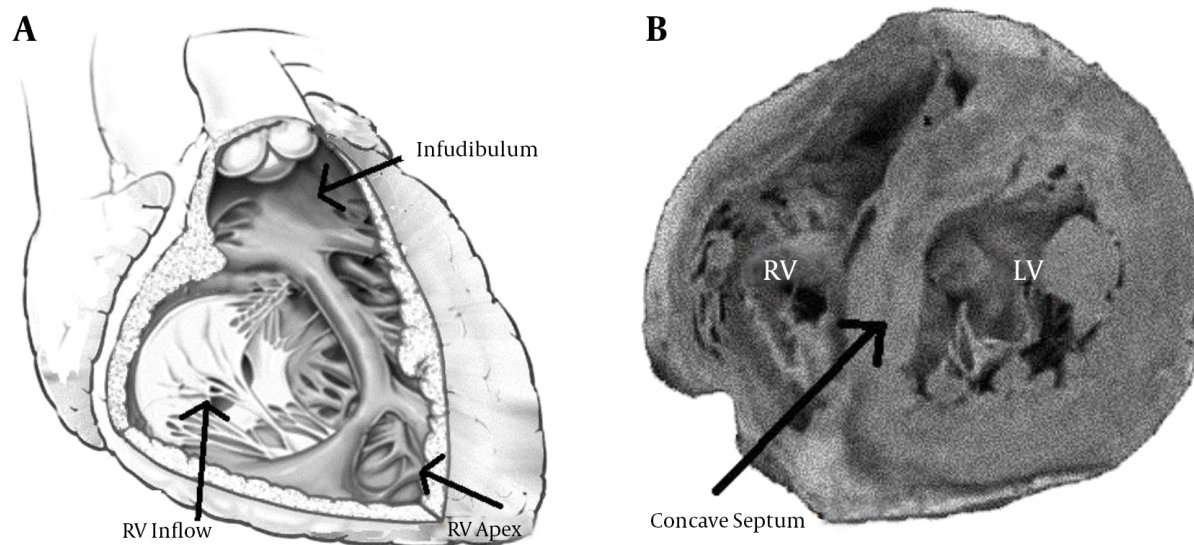 A
B
Infudibulum
RV
LV
RV Inflow
RV Apex
Concave Septum